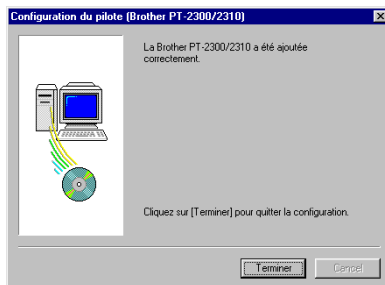 Configuration du pilote (Brother PT-2300/2310)
La Brother PT-2300/2310 a été ajoutée
correctement.
Cliquez sur [Terminer] pour quitter la configuration.
Terminer
Cancel